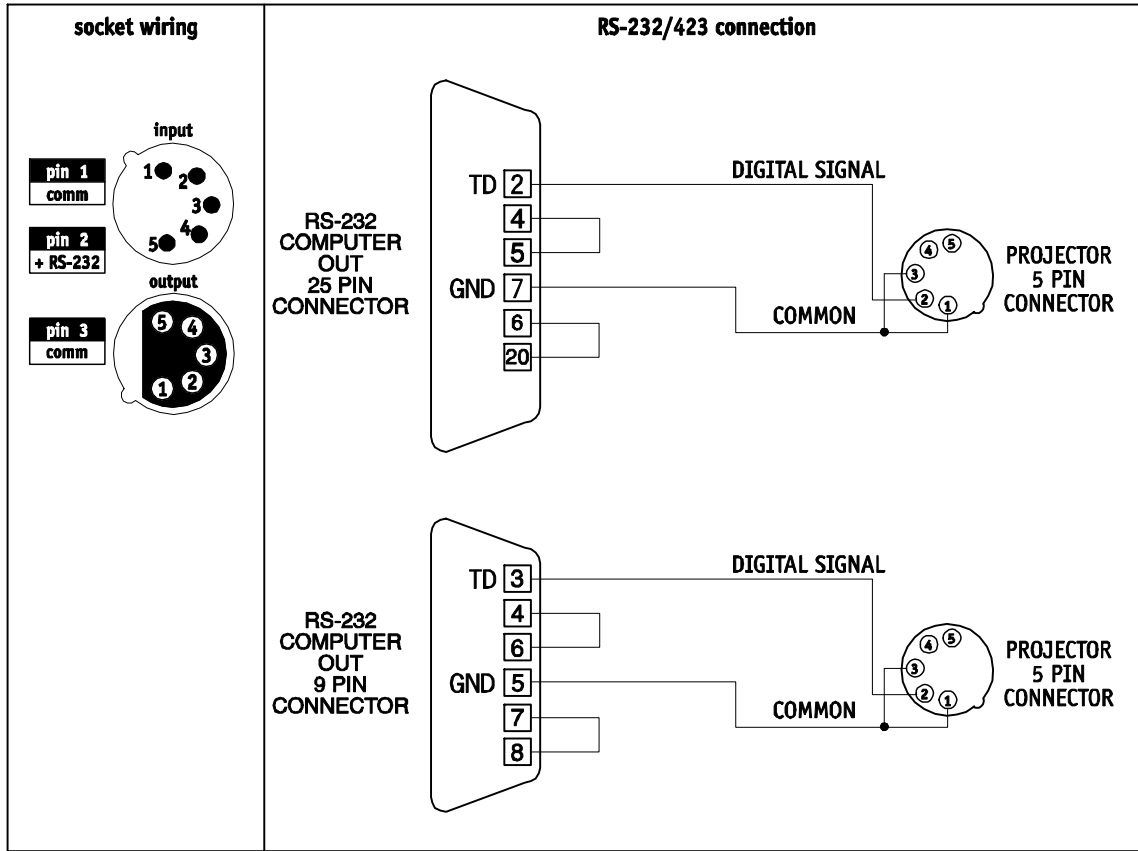 socket wiring
input
pin 1
comm
1
2
3
4
5
pin 2
+ RS-232
output
pin 3
comm
5
4
3
2
1
RS-232/423 connection
RS-232
COMPUTER
OUT
25 PIN
CONNECTOR
TD 2
4
5
GND 7
6
20
DIGITAL SIGNAL
COMMON
5
4
3
2
1
PROJECTOR
5 PIN
CONNECTOR
RS-232
COMPUTER
OUT
9 PIN
CONNECTOR
TD 3
4
6
GND 5
7
8
DIGITAL SIGNAL
COMMON
5
4
3
2
1
PROJECTOR
5 PIN
CONNECTOR